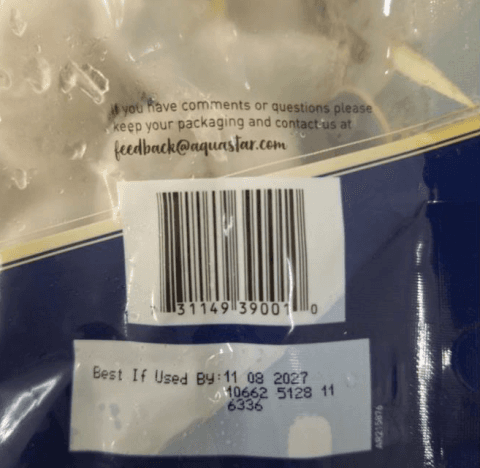 If you have comments or questions please
keep your packaging and contact us at
feedback@aquastar.com
31149 39001 0
Best If Used By: 11 08 2027
10662 5128 11
6336